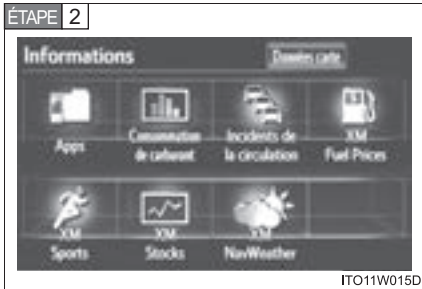 ÉTAPE 2
Informations
Données carte
Apps
Consommation de carburant
Incidents de la circulation
XM Fuel Prices
XM Sports
XM Stocks
XM NavWeather
ITO11W015D